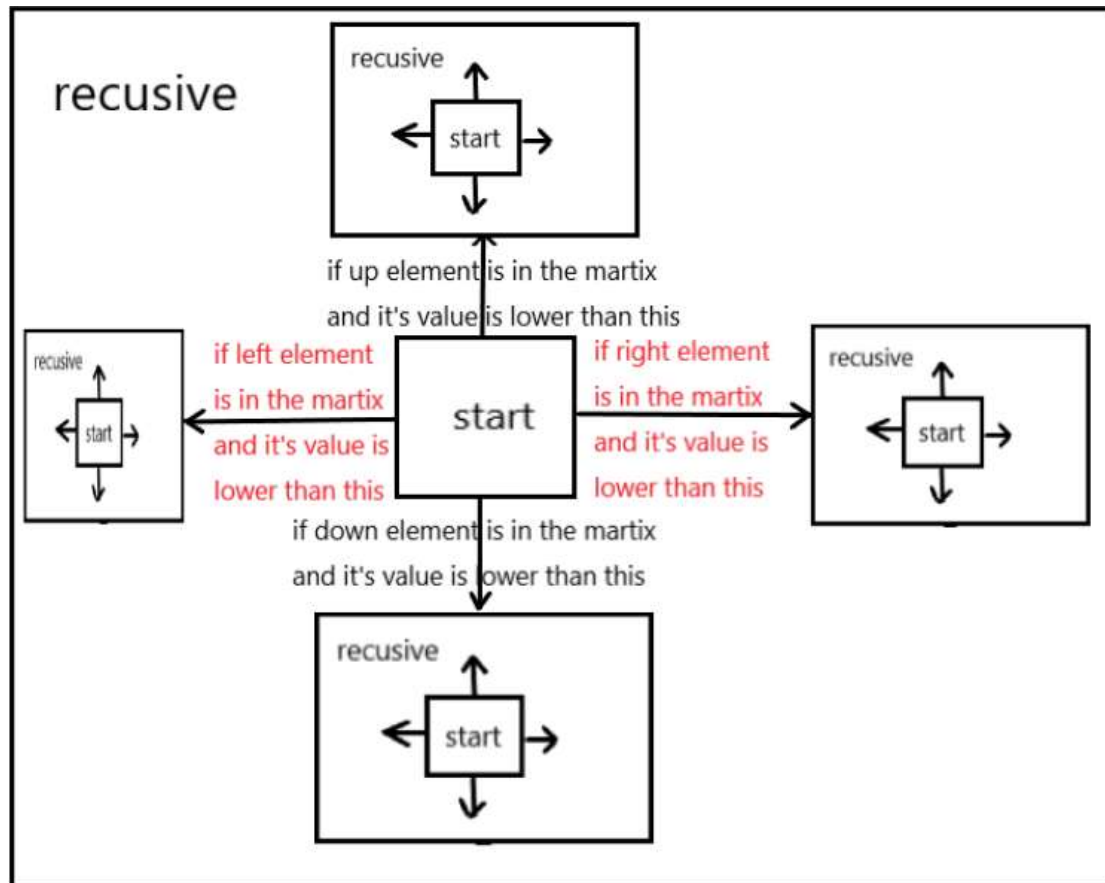 recusive
recusive
start
if up element is in the martix
and it's value is lower than this
recusive
start
if left element
is in the martix
and it's value is
lower than this
start
if right element
is in the martix
and it's value is
lower than this
recusive
start
if down element is in the martix
and it's value is lower than this
recusive
start